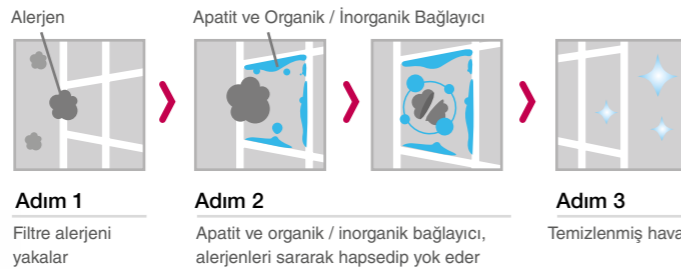 Alerjen
Apatit ve Organik / İnorganik Bağlayıcı
Adım 1
Filtre alerjeni
yakalar
Adım 2
Apatit ve organik / inorganik bağlayıcı,
alerjenleri sararak hapsedip yok eder
Adım 3
Temizlenmiş hava